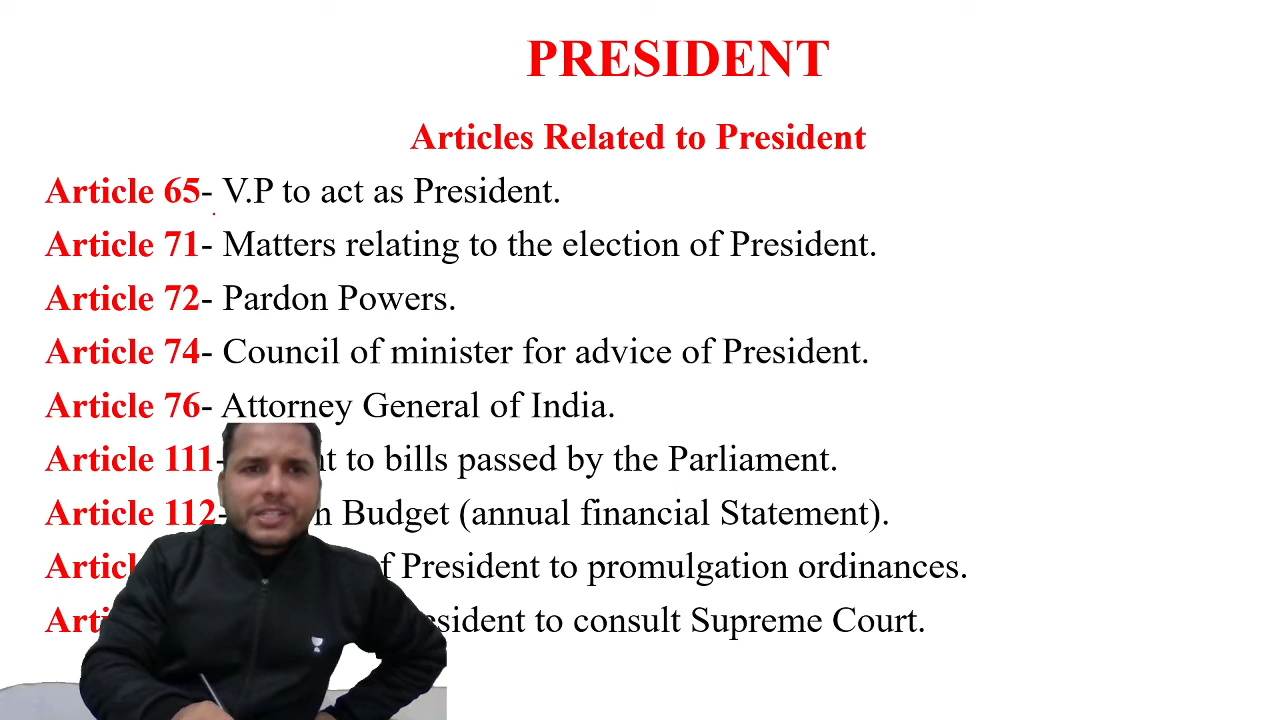 PRESIDENT
Articles Related to President
Article 65- V.P to act as President.
Article 71- Matters relating to the election of President.
Article 72- Pardon Powers.
Article 74- Council of minister for advice of President.
Article 76- Attorney General of India.
Article 111- to bills passed by the Parliament.
Article 112- Budget (annual financial Statement).
President to promulgation ordinances.
to consult Supreme Court.